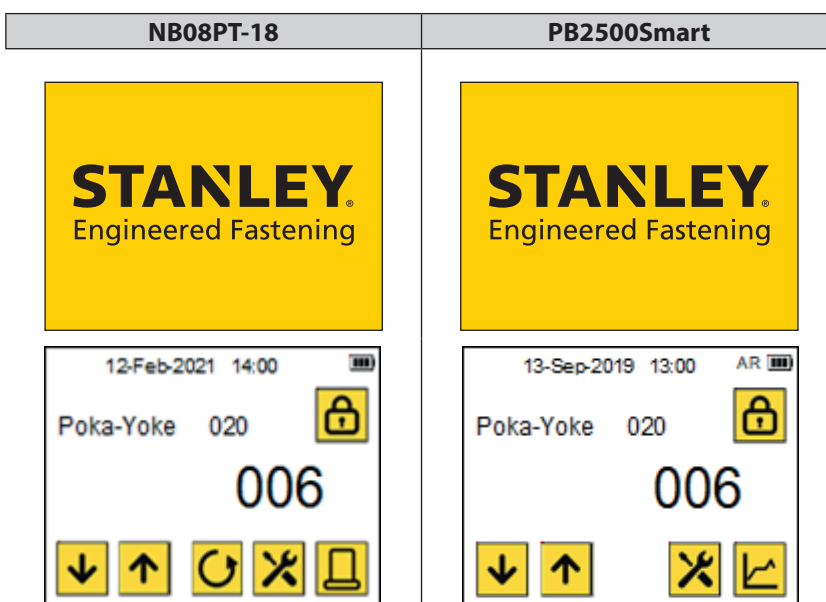 NB08PT-18 PB2500Smart
STANLEY® STANLEY®
Engineered Fastening Engineered Fastening
12-Feb-2021 14:00 13-Sep-2019 13:00 AR
Poka-Yoke 020 Poka-Yoke 020
006 006